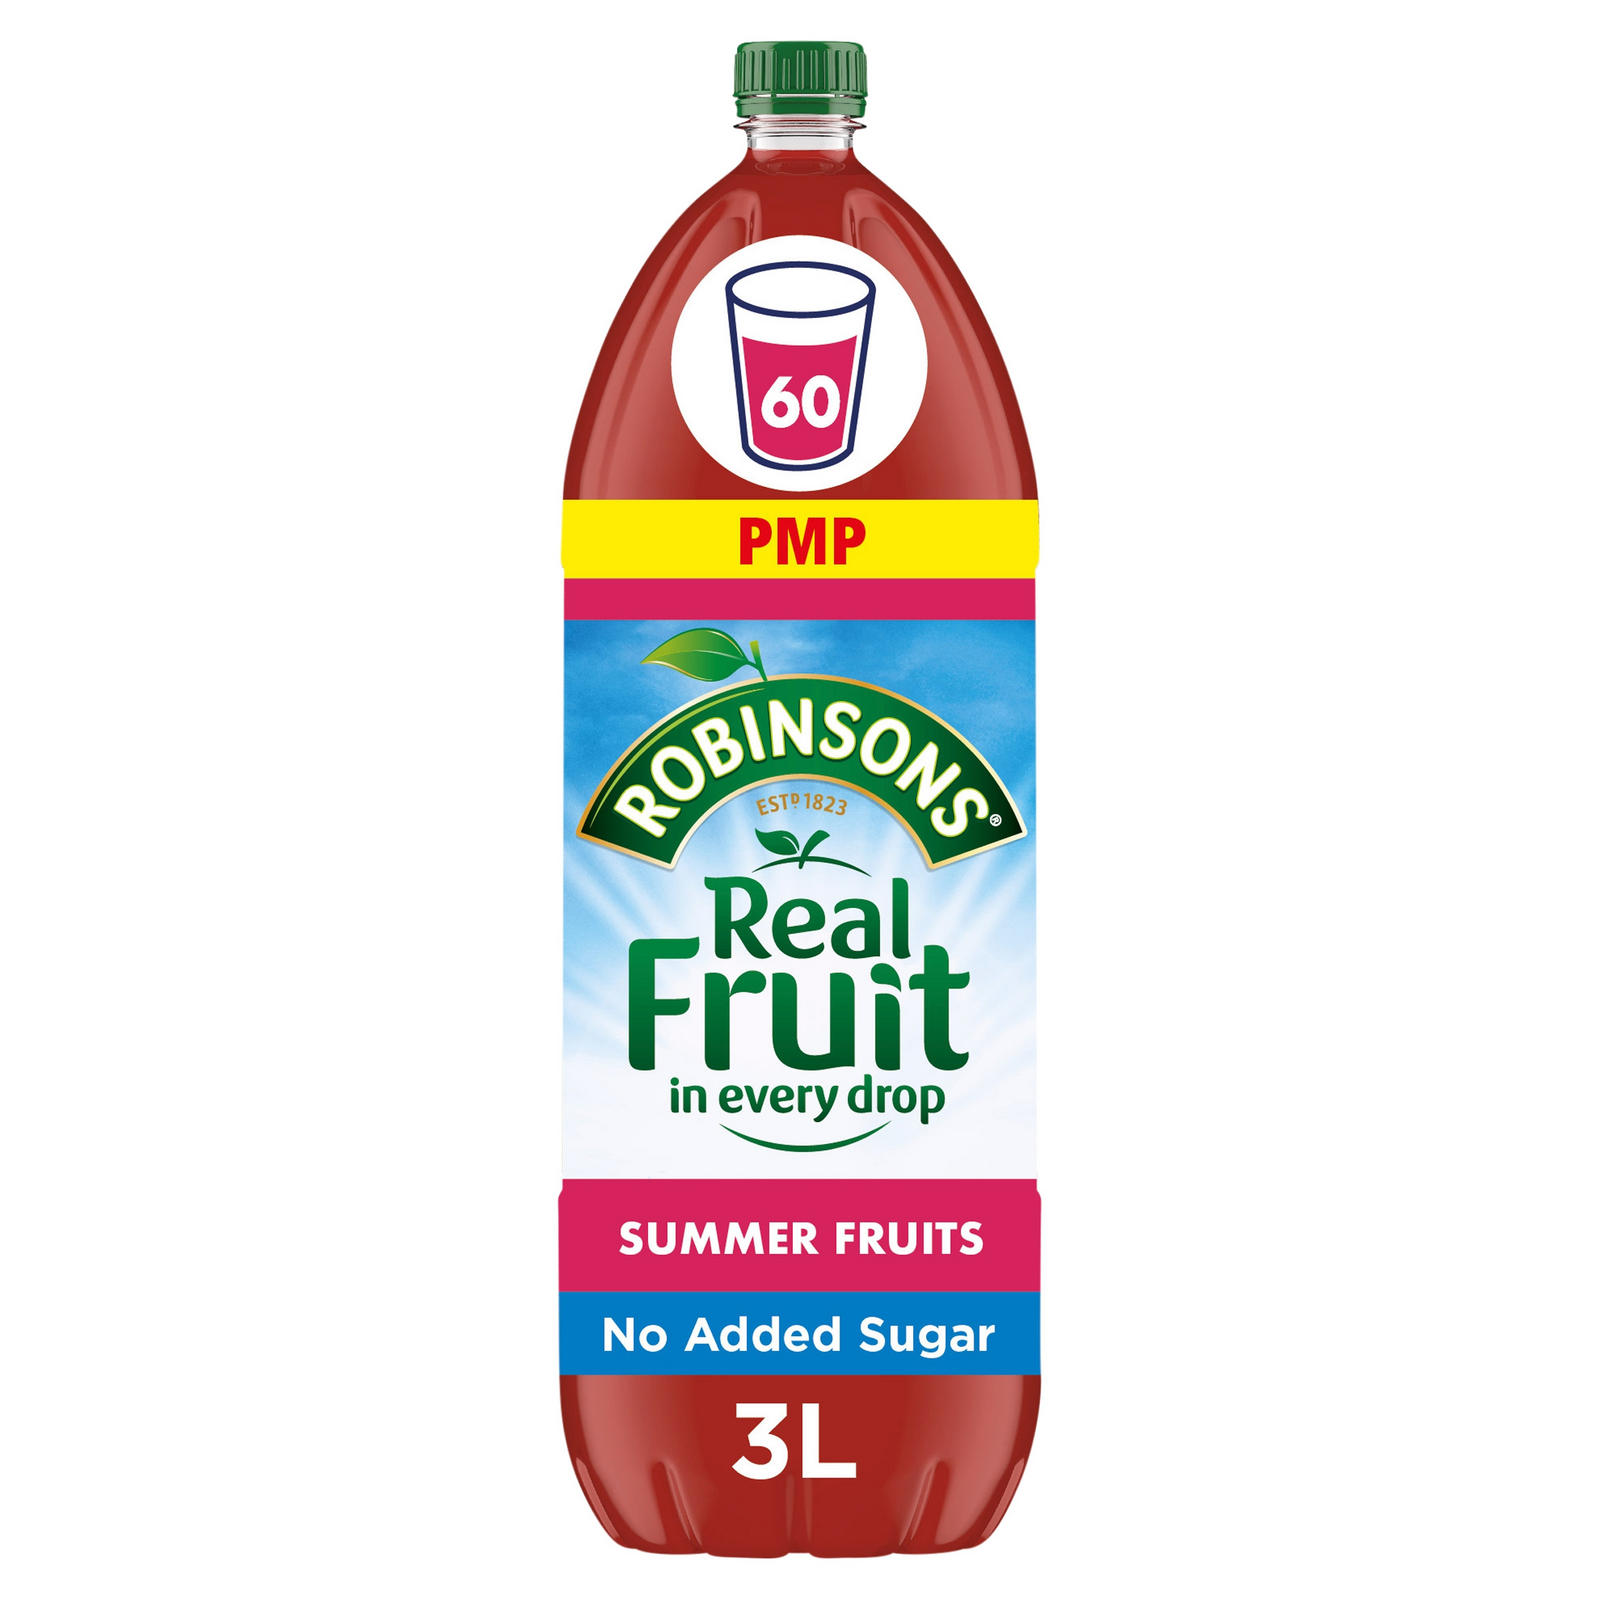 60
PMP
ROBINSONS®
ESTD 1823
Real
Fruit
in every drop
SUMMER FRUITS
No Added Sugar
3L